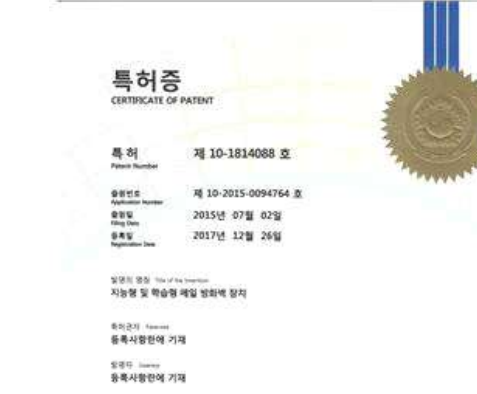 특허증
CERTIFICATE OF PATENT
특 허 제 10-1814088 호
Patent Number
출원번호 제 10-2015-0094764 호
Application Number
출원일 2015년 07월 02일
Filing Date
등록일 2017년 12월 26일
Registration Date
발명의 명칭 Title of the Invention
지능형 및 학습형 메일 방화벽 장치
특허권자 Patentee
등록사항란에 기재
발명자 Inventor
등록사항란에 기재